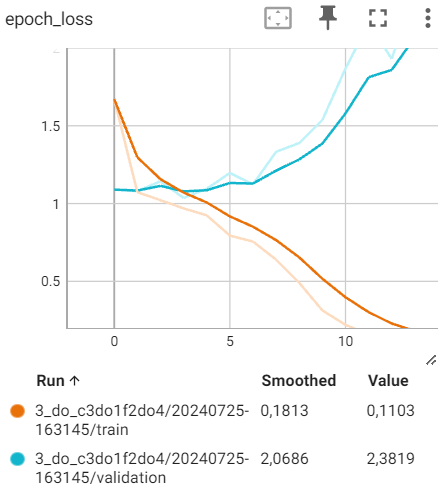 epoch_loss
1.5
1
0.5
0 5 10
Run ↑ Smoothed Value
3_do_c3do1f2do4/20240725- 0,1813 0,1103
163145/train
3_do_c3do1f2do4/20240725- 2,0686 2,3819
163145/validation